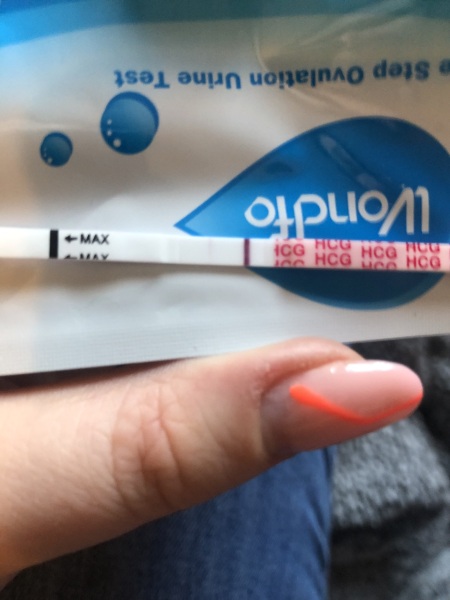 e Step Ovulation Urine Test
Wondfo
←MAX HCG HCG HCG HCG
←MAX HCG HCG HCG HCG